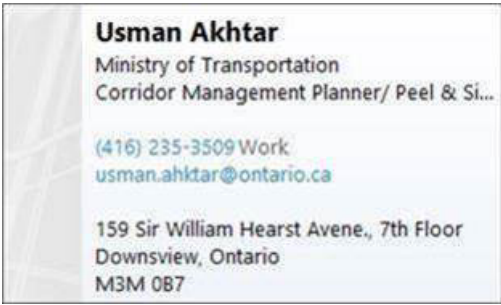 Usman Akhtar
Ministry of Transportation
Corridor Management Planner/ Peel & Si...
(416) 235-3509 Work
usman.ahktar@ontario.ca
159 Sir William Hearst Avene., 7th Floor
Downsview, Ontario
M3M 0B7